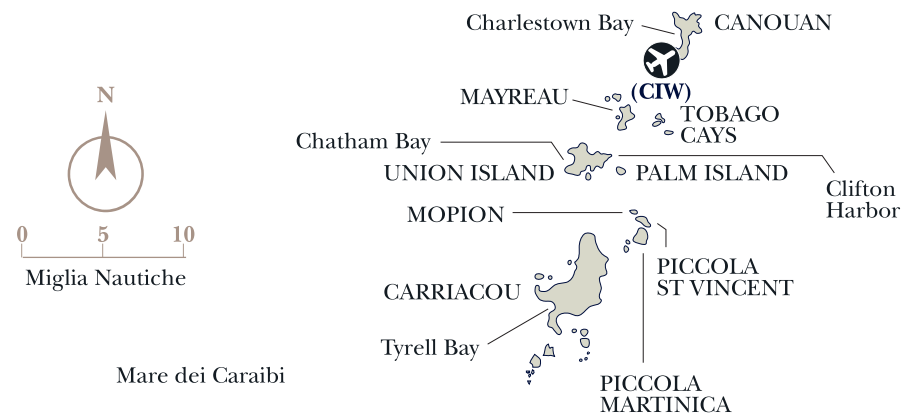 Charlestown Bay
CANOUAN
(CIW)
N
MAYREAU
TOBAGO
CAYS
Chatham Bay
UNION ISLAND
PALM ISLAND
Clifton
Harbor
MOPION
0 5 10
Miglia Nautiche
PICCOLA
ST VINCENT
CARRIACOU
Tyrell Bay
Mare dei Caraibi
PICCOLA
MARTINICA